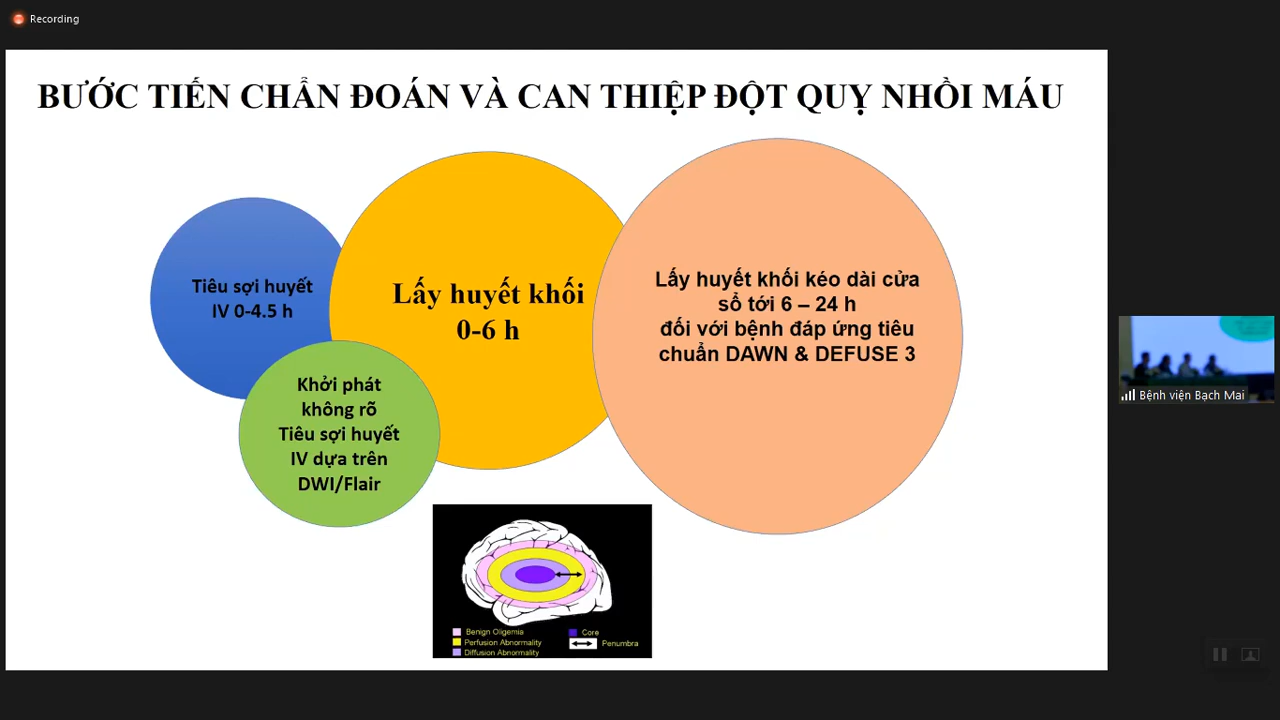 Recording
BƯỚC TIẾN CHẨN ĐOÁN VÀ CAN THIỆP ĐỘT QUỴ NHỒI MÁU
Tiêu sợi huyết
IV 0-4.5 h
Lấy huyết khối
0-6 h
Lấy huyết khối kéo dài cửa
sổ tới 6 – 24 h
đối với bệnh đáp ứng tiêu
chuẩn DAWN & DEFUSE 3
Khởi phát
không rõ
Tiêu sợi huyết
IV dựa trên
DWI/Flair
Benign Oligemia
Perfusion Abnormality
Diffusion Abnormality
Core
Penumbra
Bệnh viện Bạch Mai